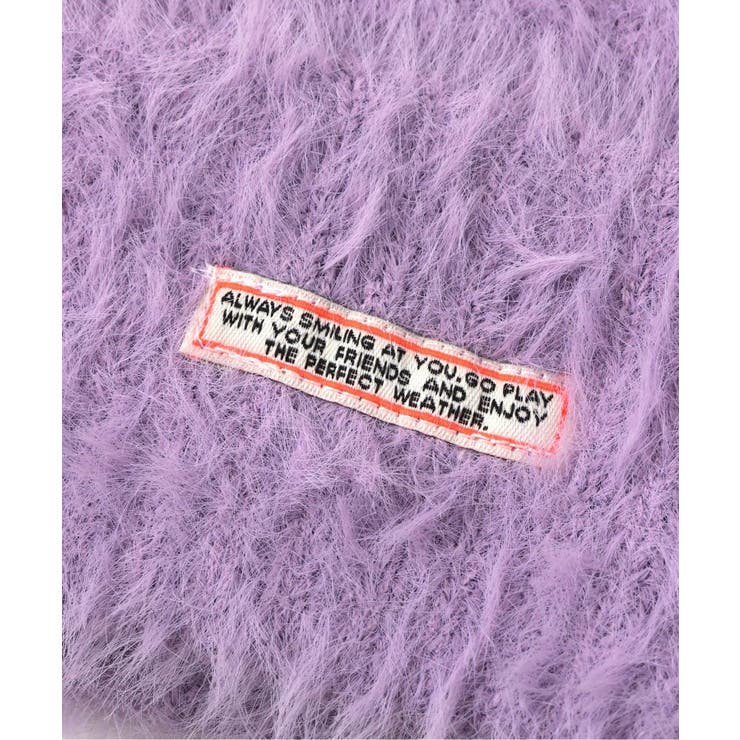 ALWAYS SMILING AT YOU. GO PLAY
WITH YOUR FRIENDS AND ENJOY
THE PERFECT WEATHER.